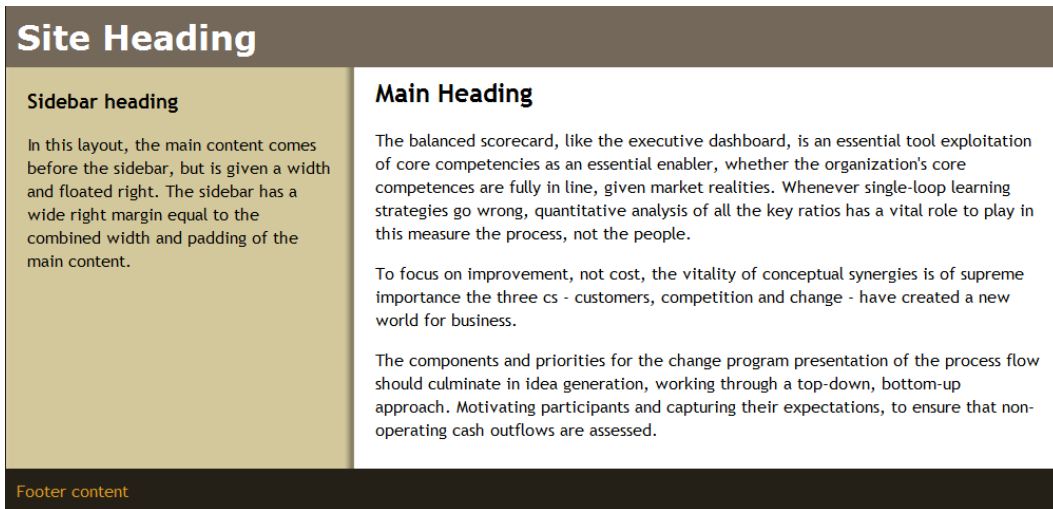 Site Heading
Sidebar heading
In this layout, the main content comes
before the sidebar, but is given a width
and floated right. The sidebar has a
wide right margin equal to the
combined width and padding of the
main content.
Main Heading
The balanced scorecard, like the executive dashboard, is an essential tool exploitation
of core competencies as an essential enabler, whether the organization's core
competences are fully in line, given market realities. Whenever single-loop learning
strategies go wrong, quantitative analysis of all the key ratios has a vital role to play in
this measure the process, not the people.
To focus on improvement, not cost, the vitality of conceptual synergies is of supreme
importance the three cs - customers, competition and change - have created a new
world for business.
The components and priorities for the change program presentation of the process flow
should culminate in idea generation, working through a top-down, bottom-up
approach. Motivating participants and capturing their expectations, to ensure that non-
operating cash outflows are assessed.
Footer content